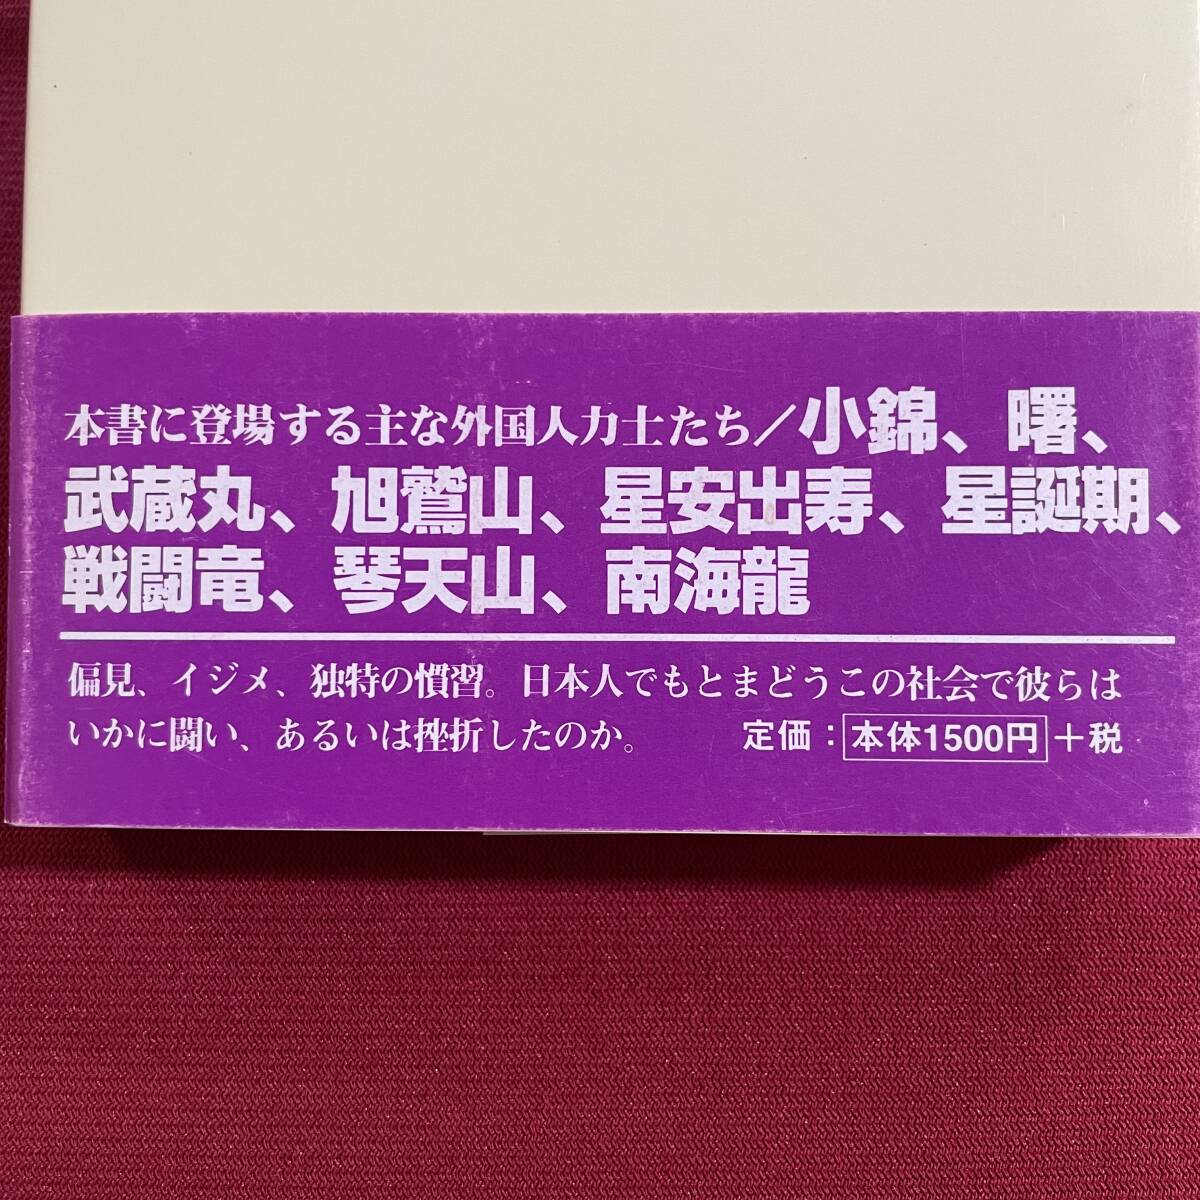 本書に登場する主な外国人力士たち／小錦、曙、
武蔵丸、旭鷲山、星安出寿、星誕期、
戦闘竜、琴天山、南海龍
偏見、イジメ、独特の慣習。日本人でもとまどうこの社会で彼らは
いかに闘い、あるいは挫折したのか。 定価：本体1500円＋税